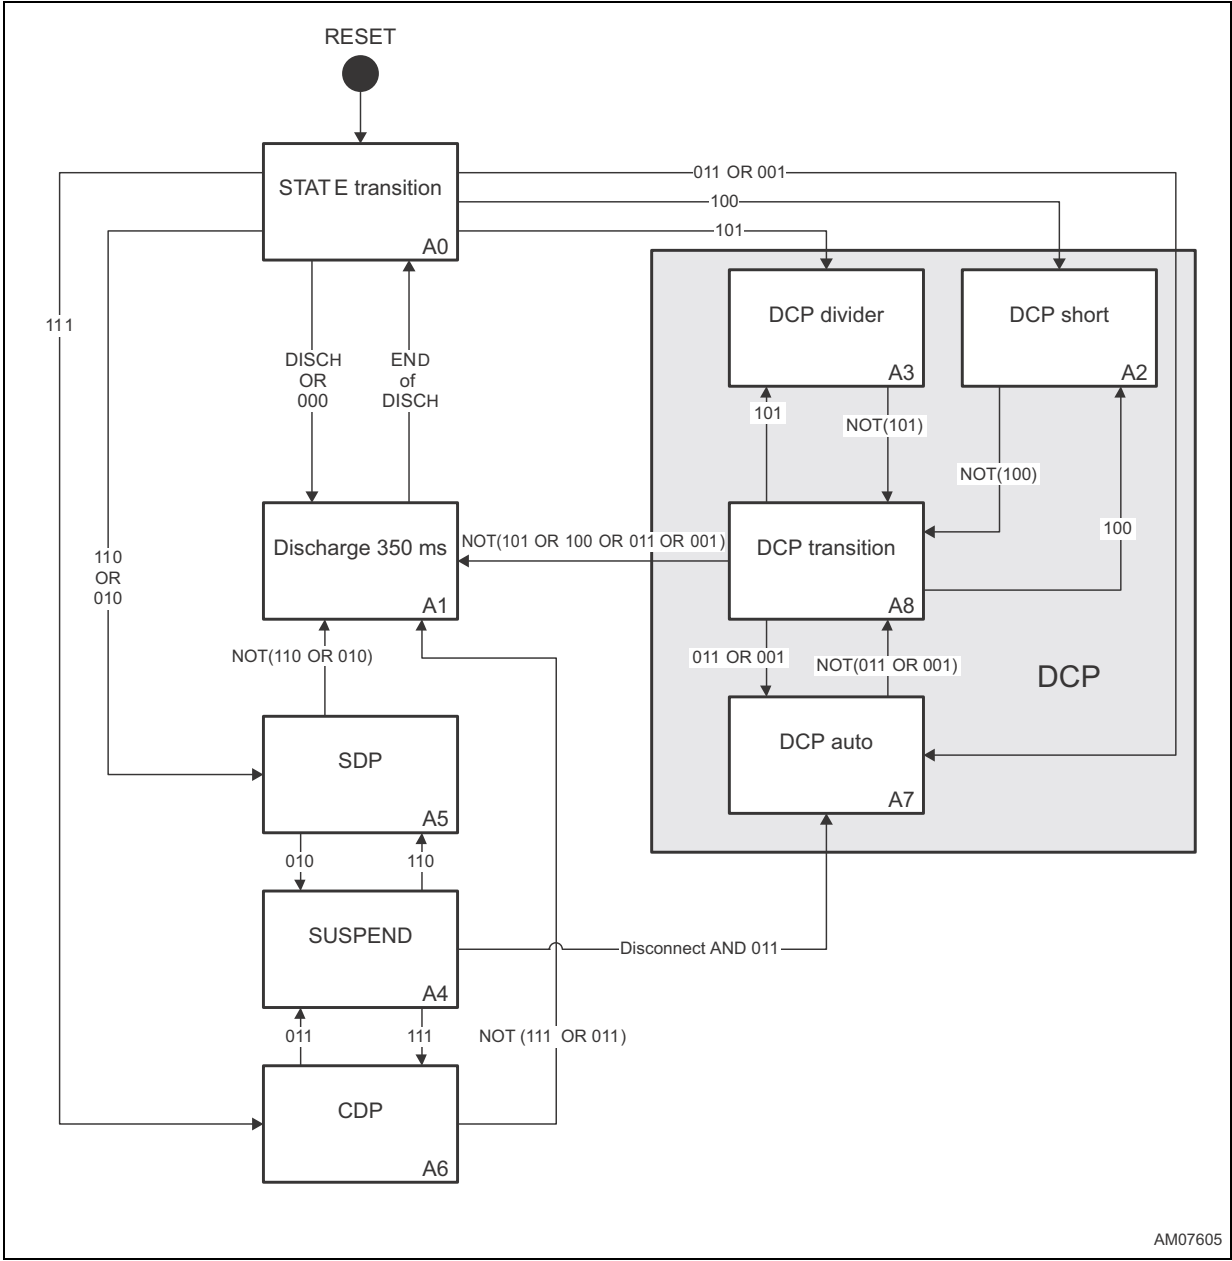 RESET
STATE transition
A0
011 OR 001
100
101
111
DISCH
OR
000
END
of
DISCH
110
OR
010
DCP divider
A3
DCP short
A2
101
NOT(101)
NOT(100)
100
Discharge 350 ms
A1
NOT(101 OR 100 OR 011 OR 001)
DCP transition
A8
NOT(110 OR 010)
011 OR 001
NOT(011 OR 001)
DCP
SDP
A5
DCP auto
A7
010
110
SUSPEND
A4
Disconnect AND 011
011
111
NOT (111 OR 011)
CDP
A6
AM07605